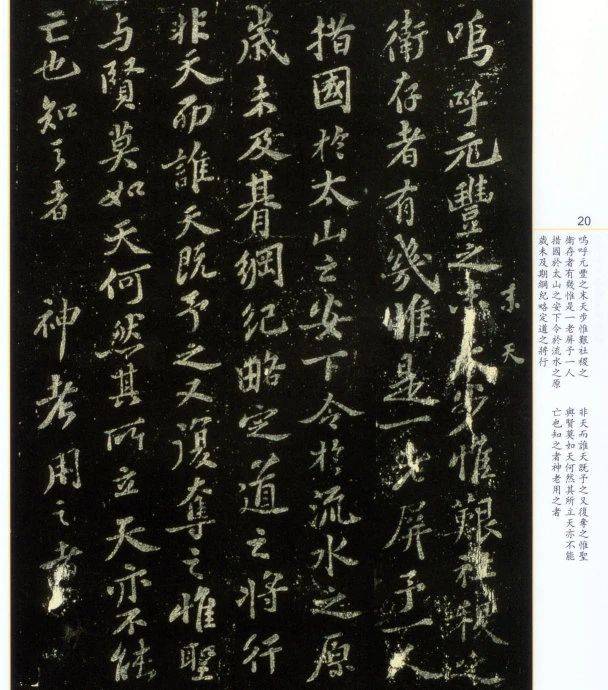 20
嗚呼元豐之末天步惟艱社稷之
衛存者有幾惟是一老屏予一人
措國於太山之安下令於流水之原
歲未及期綱紀略定道之將行
非天而誰天既予之又復奪之惟聖
與賢莫如天何然其所立天亦不能
亡也知之者神考用之者
末天
嗚呼元豐之末天步惟艱社稷之
衛存者有幾惟是一老屏予一人
措國於太山之安下令於流水之原
歲未及朞綱紀略定道之將行
非天而誰天既予之又復奪之惟聖
与賢莫如天何然其所立天亦不能
亡也知之者 神考用之者